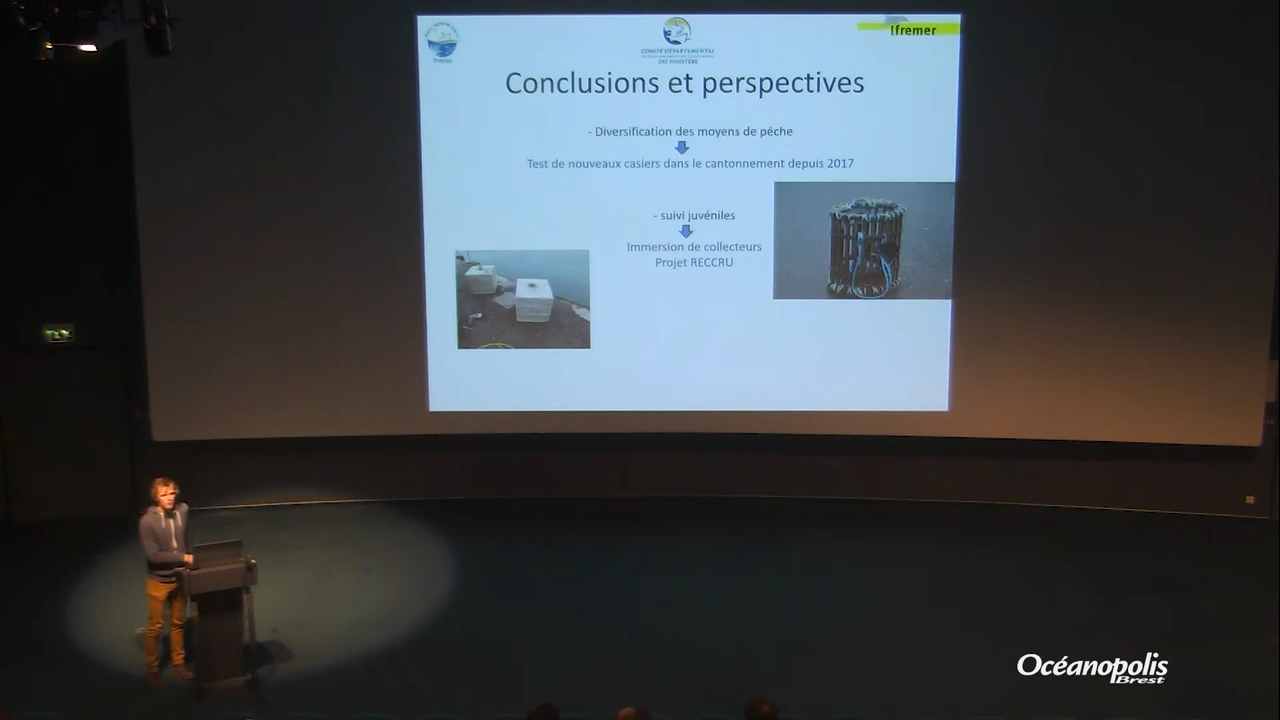 Ifremer
COMITÉ DÉPARTEMENTAL
DU FINISTÈRE
Conclusions et perspectives
- Diversification des moyens de pêche
Test de nouveaux casiers dans le cantonnement depuis 2017
- suivi juvéniles
Immersion de collecteurs
Projet RECCRU
Océanopolis
Brest